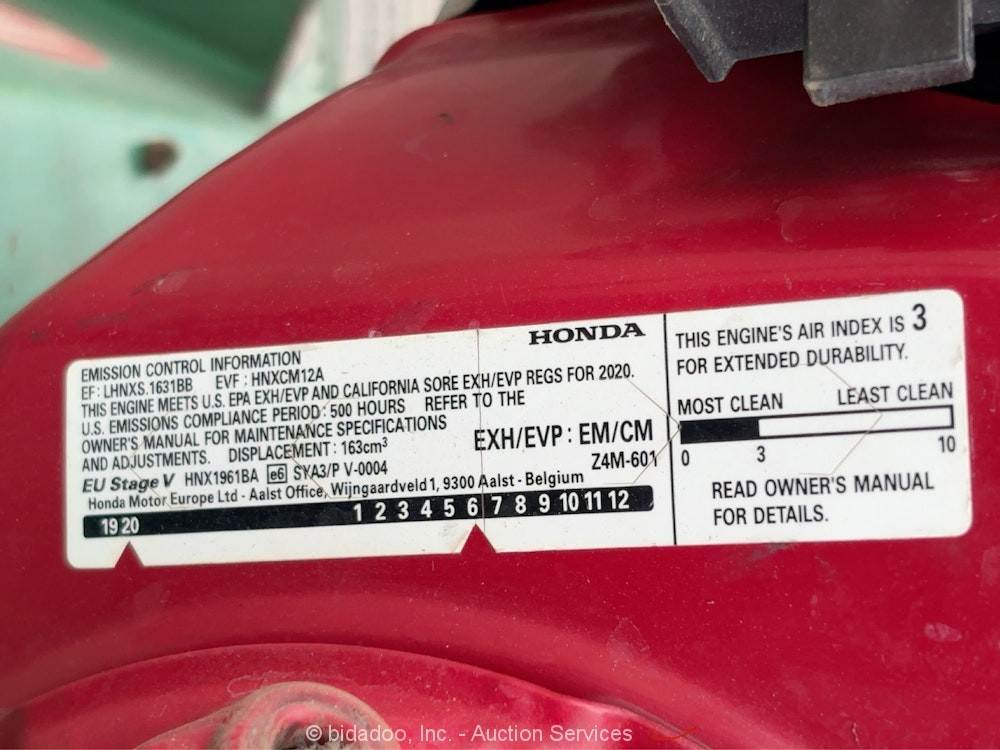 EMISSION CONTROL INFORMATION
HONDA
EF: LHNXS.1631BB EVF: HNXCM12A
THIS ENGINE MEETS U.S. EPA EXH/EVP AND CALIFORNIA SORE EXH/EVP REGS FOR 2020.
U.S. EMISSIONS COMPLIANCE PERIOD: 500 HOURS REFER TO THE
OWNER'S MANUAL FOR MAINTENANCE SPECIFICATIONS
AND ADJUSTMENTS. DISPLACEMENT: 163cm³
EXH/EVP: EM/CM
Z4M-601
EU Stage V HNX1961BA e6 SYA3/P V-0004
Honda Motor Europe Ltd - Aalst Office, Wijngaardveld 1, 9300 Aalst - Belgium
19 20 1 2 3 4 5 6 7 8 9 10 11 12
THIS ENGINE'S AIR INDEX IS 3
FOR EXTENDED DURABILITY.
MOST CLEAN LEAST CLEAN
0 3 10
READ OWNER'S MANUAL
FOR DETAILS.
© bidadoo, Inc. - Auction Services